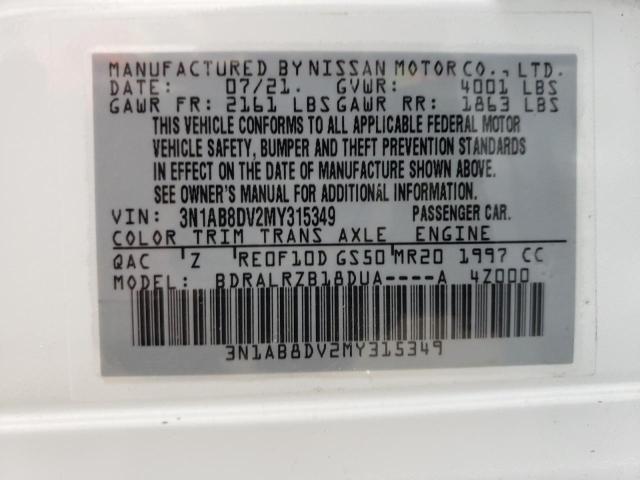 MANUFACTURED BY NISSAN MOTOR CO., LTD.
DATE: 07/21. GVWR: 4001 LBS
GAWR FR: 2161 LBS GAWR RR: 1863 LBS
THIS VEHICLE CONFORMS TO ALL APPLICABLE FEDERAL MOTOR
VEHICLE SAFETY, BUMPER AND THEFT PREVENTION STANDARDS
IN EFFECT ON THE DATE OF MANUFACTURE SHOWN ABOVE.
SEE OWNER'S MANUAL FOR ADDITIONAL INFORMATION.
VIN: 3N1AB8DV2MY315349 PASSENGER CAR.
COLOR TRIM TRANS AXLE ENGINE
QAC Z RE0F10D GS50 MR20 1997 CC
MODEL: BDRALRZB18DUA----A 4Z000
3N1AB8DV2MY315349